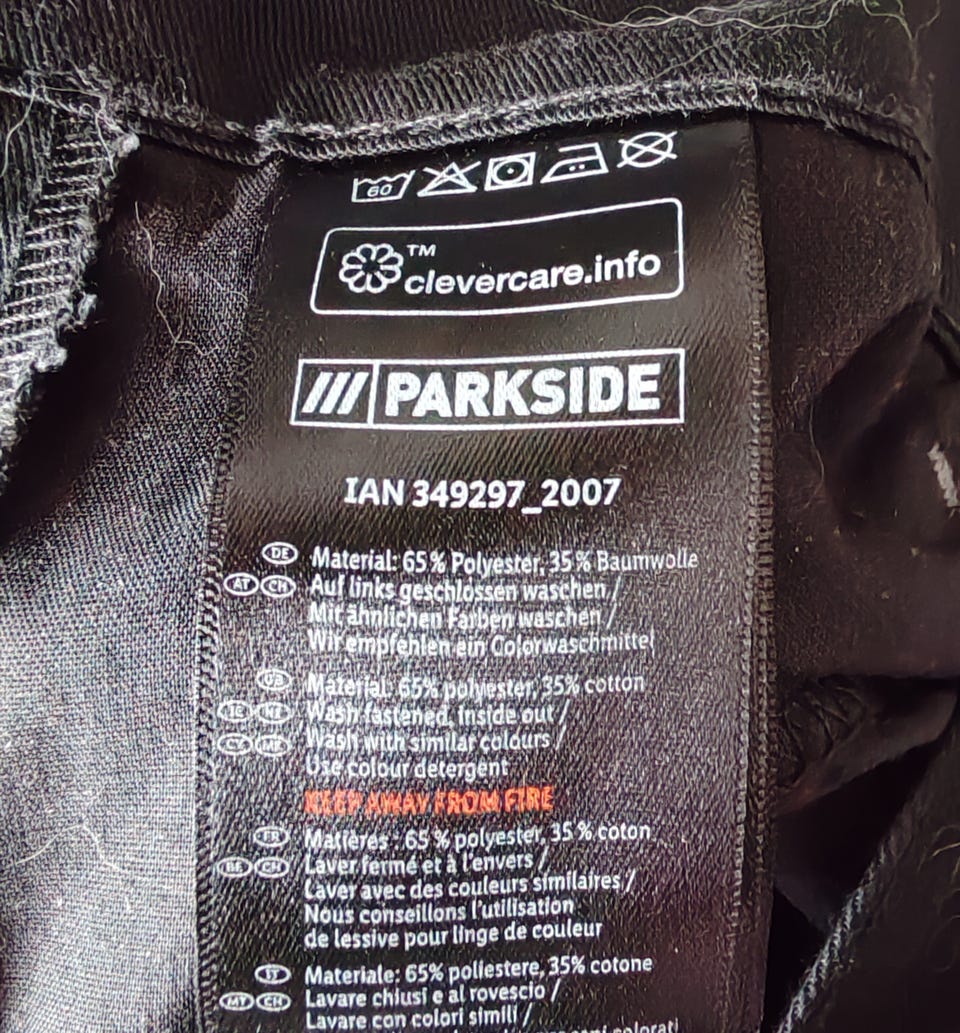 60
™
clevercare.info
/// PARKSIDE
IAN 349297_2007
DE Material: 65% Polyester, 35% Baumwolle
AT CH Auf links geschlossen waschen /
Mit ähnlichen Farben waschen /
Wir empfehlen ein Colorwaschmittel
GB Material: 65% polyester, 35% cotton
IE Wash fastened, inside out /
CY Wash with similar colours /
Use colour detergent
KEEP AWAY FROM FIRE
FR Matières : 65% polyester, 35% coton
BE CH Laver fermé et à l'envers /
Laver avec des couleurs similaires /
Nous conseillons l'utilisation
de lessive pour linge de couleur
IT Materiale: 65% poliestere, 35% cotone
MT CH Lavare chiusi e al rovescio /
Lavare con colori simili /
colorati